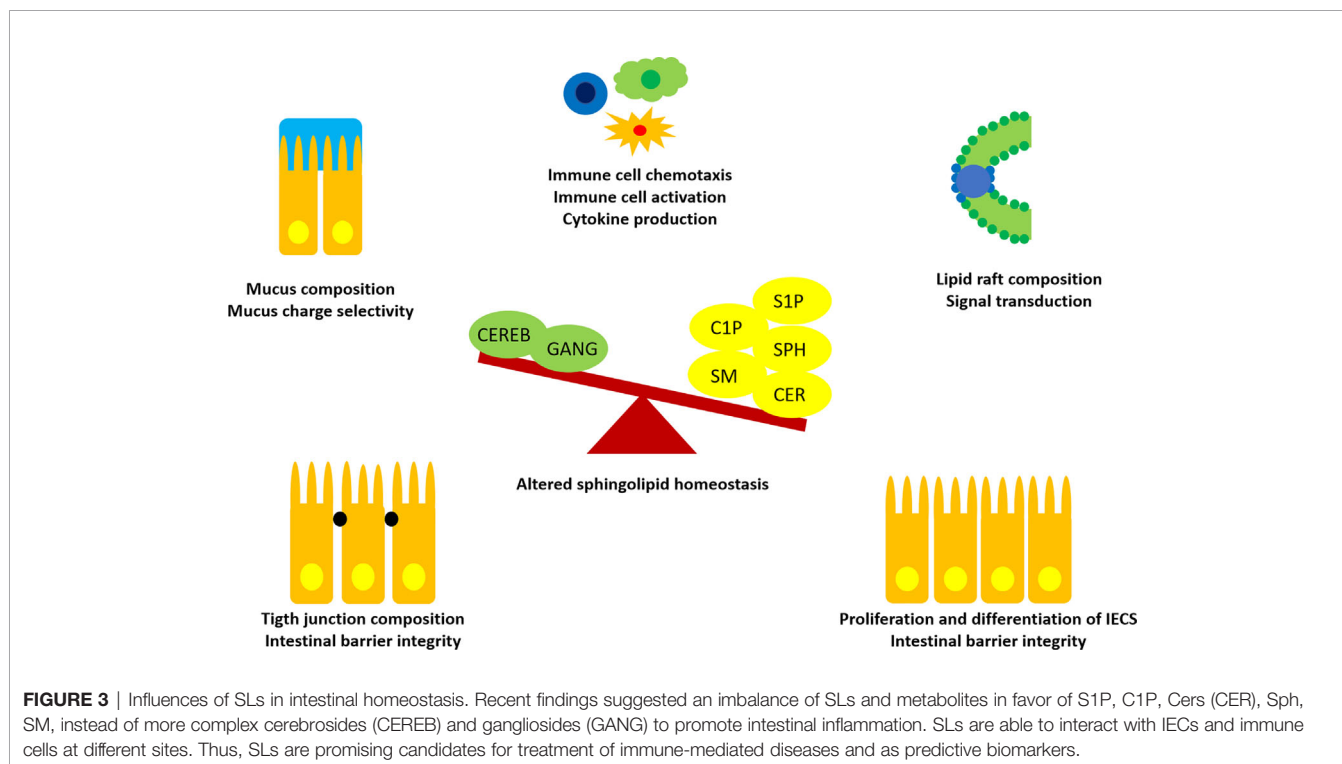 Immune cell chemotaxis
Immune cell activation
Cytokine production
Mucus composition
Mucus charge selectivity
Lipid raft composition
Signal transduction
CEREB
GANG
S1P
C1P
SPH
SM
CER
Altered sphingolipid homeostasis
Tigth junction composition
Intestinal barrier integrity
Proliferation and differentiation of IECS
Intestinal barrier integrity
FIGURE 3 | Influences of SLs in intestinal homeostasis. Recent findings suggested an imbalance of SLs and metabolites in favor of S1P, C1P, Cers (CER), Sph,
SM, instead of more complex cerebrosides (CEREB) and gangliosides (GANG) to promote intestinal inflammation. SLs are able to interact with IECs and immune
cells at different sites. Thus, SLs are promising candidates for treatment of immune-mediated diseases and as predictive biomarkers.